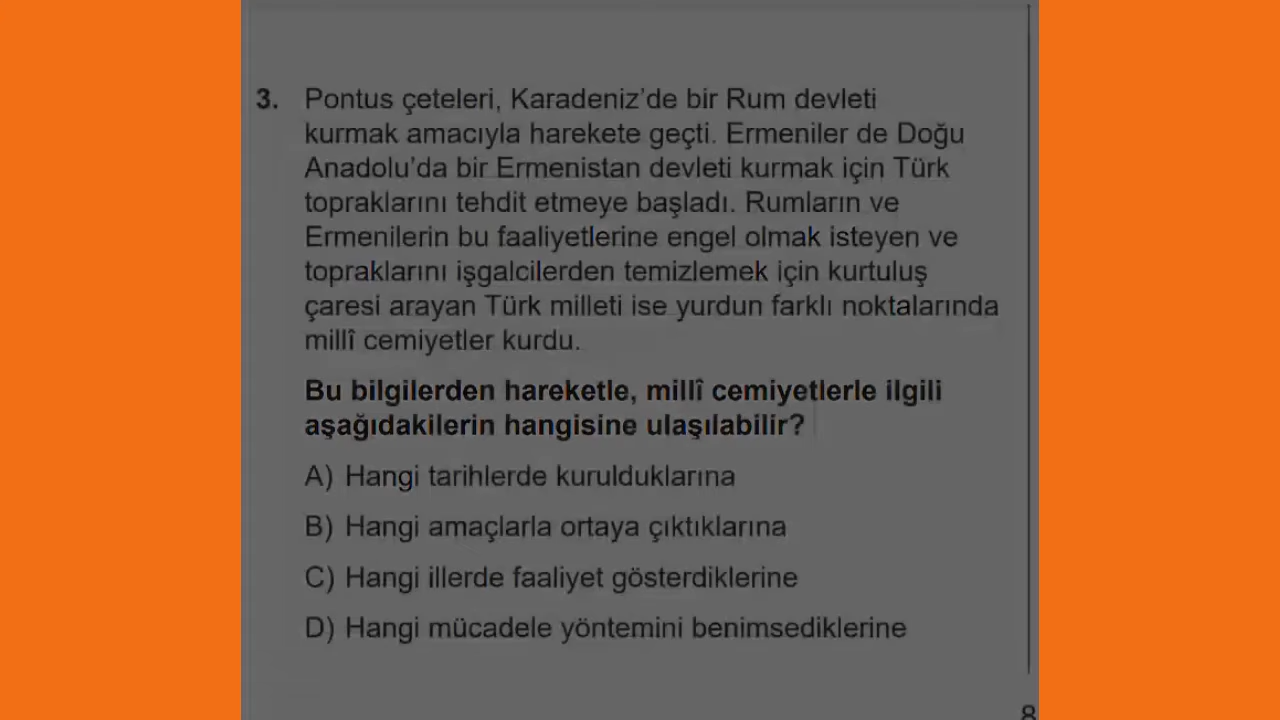 3. Pontus çeteleri, Karadeniz'de bir Rum devleti
kurmak amacıyla harekete geçti. Ermeniler de Doğu
Anadolu'da bir Ermenistan devleti kurmak için Türk
topraklarını tehdit etmeye başladı. Rumların ve
Ermenilerin bu faaliyetlerine engel olmak isteyen ve
topraklarını işgalcilerden temizlemek için kurtuluş
çaresi arayan Türk milleti ise yurdun farklı noktalarında
millî cemiyetler kurdu.
Bu bilgilerden hareketle, millî cemiyetlerle ilgili
aşağıdakilerin hangisine ulaşılabilir?
A) Hangi tarihlerde kurulduklarına
B) Hangi amaçlarla ortaya çıktıklarına
C) Hangi illerde faaliyet gösterdiklerine
D) Hangi mücadele yöntemini benimsediklerine
8